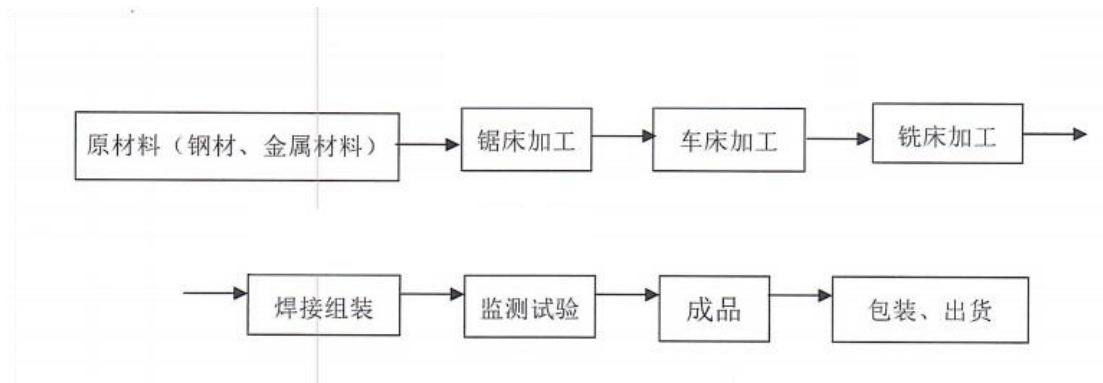 原材料（钢材、金属材料）
锯床加工
车床加工
铣床加工
焊接组装
监测试验
成品
包装、出货